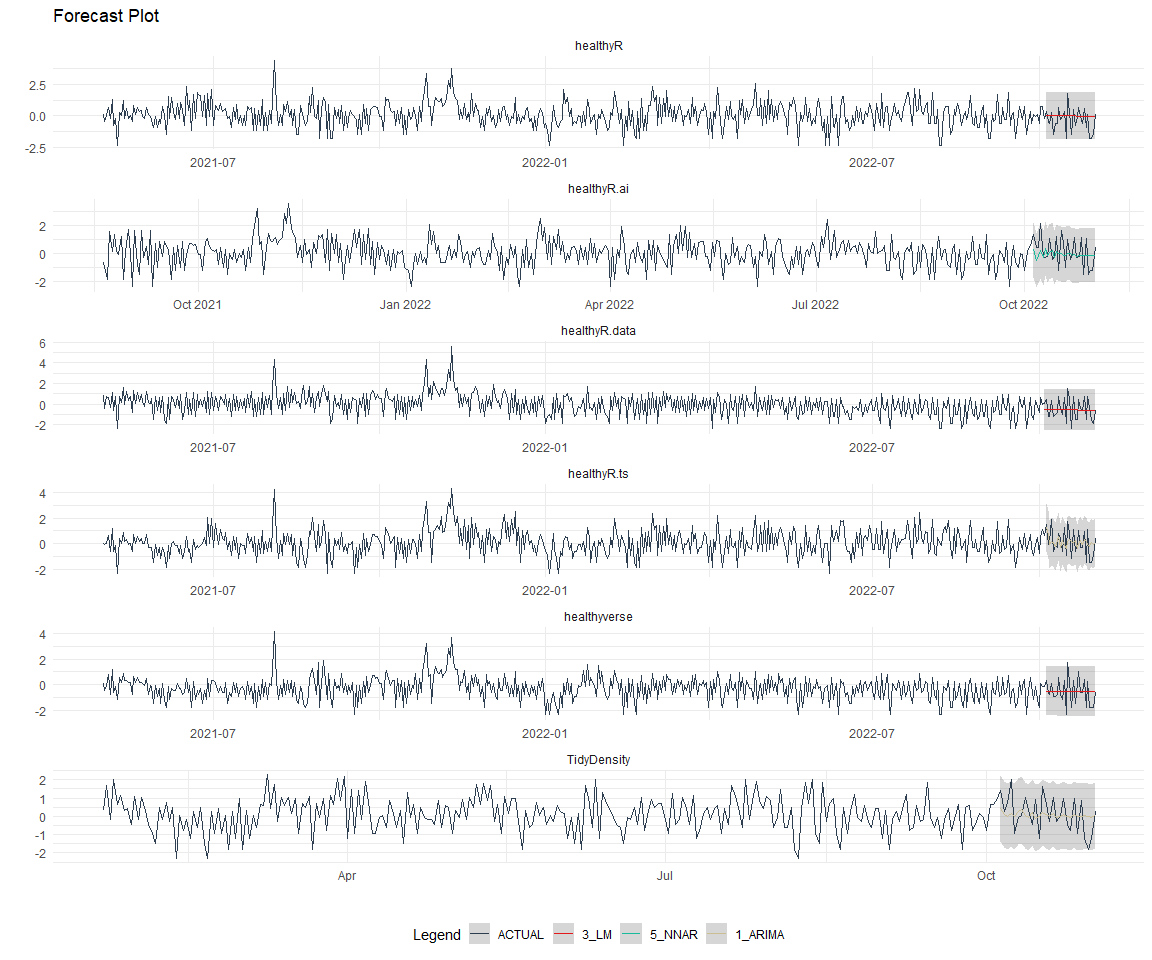 Forecast Plot
healthyR
2.5
0.0
-2.5
2021-07 2022-01 2022-07
healthyR.ai
2
0
-2
Oct 2021 Jan 2022 Apr 2022 Jul 2022 Oct 2022
healthyR.data
6
4
2
0
-2
2021-07 2022-01 2022-07
healthyR.ts
4
2
0
-2
2021-07 2022-01 2022-07
healthyverse
4
2
0
-2
2021-07 2022-01 2022-07
TidyDensity
2
1
0
-1
-2
Apr Jul Oct
Legend ACTUAL 3_LM 5_NNAR 1_ARIMA